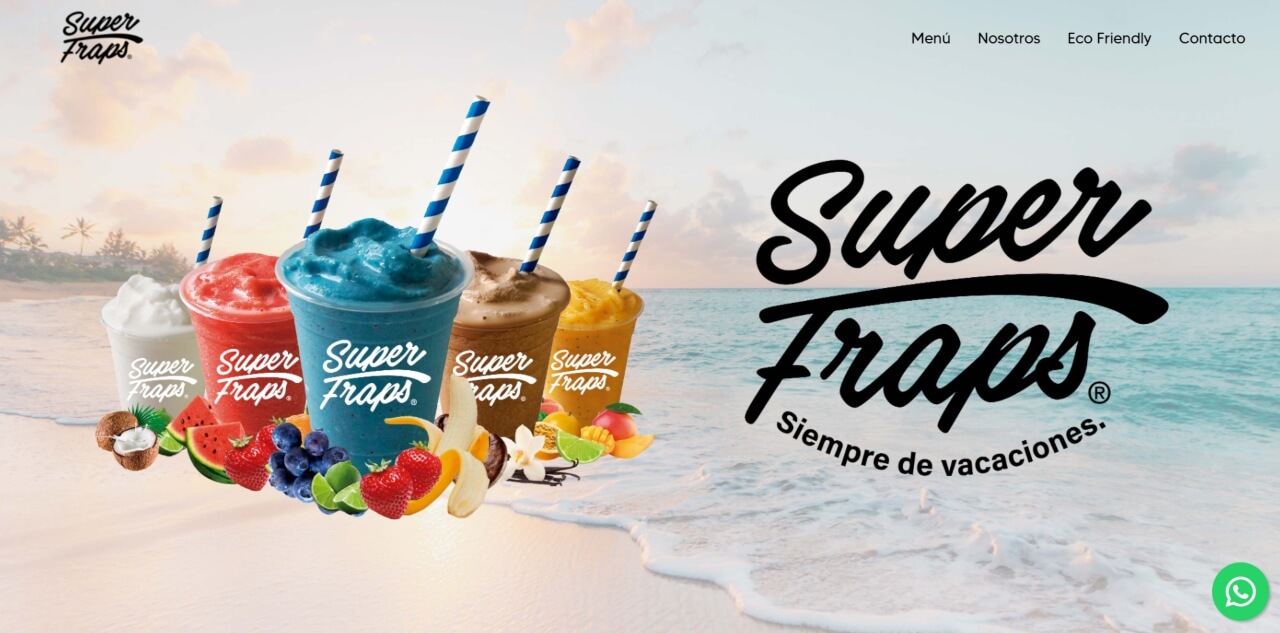 Super
Fraps®
Menú
Nosotros
Eco Friendly
Contacto
Super
Fraps®
Siempre de vacaciones.
Super
Fraps
Super
Fraps®
Super
Fraps®
Super
Fraps®
Super
Fraps